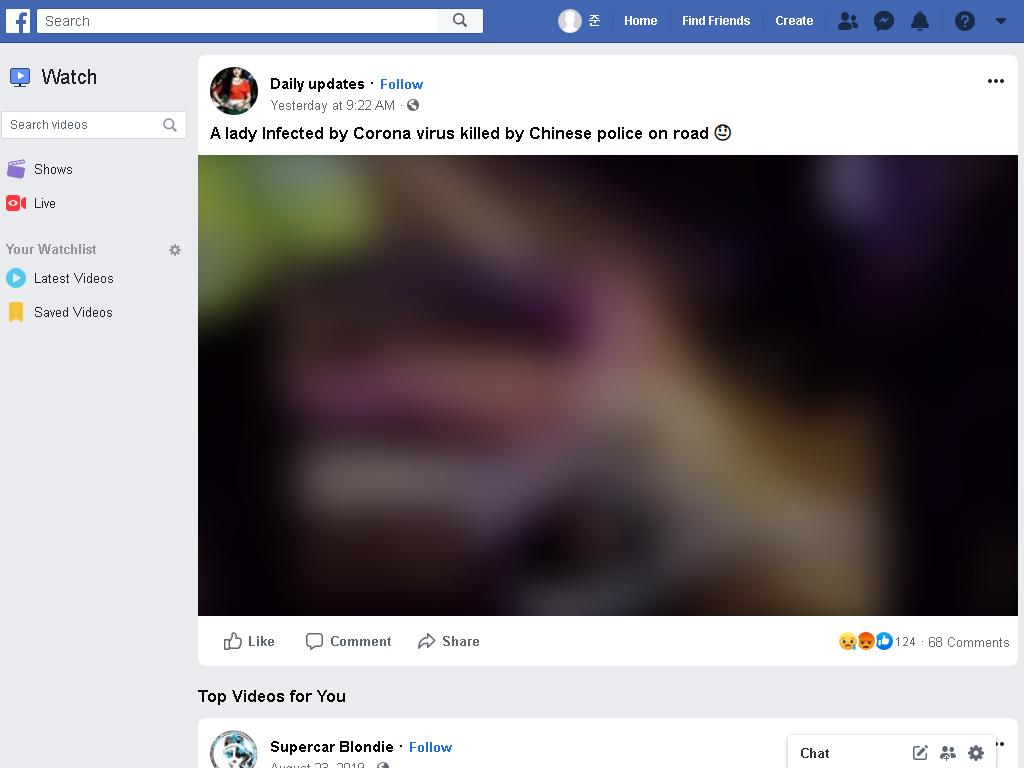 Search
준
Home
Find Friends
Create
Watch
Search videos
Shows
Live
Your Watchlist
Latest Videos
Saved Videos
Daily updates · Follow
Yesterday at 9:22 AM ·
A lady Infected by Corona virus killed by Chinese police on road
Like
Comment
Share
124 · 68 Comments
Top Videos for You
Supercar Blondie · Follow
August 23, 2019 ·
Chat